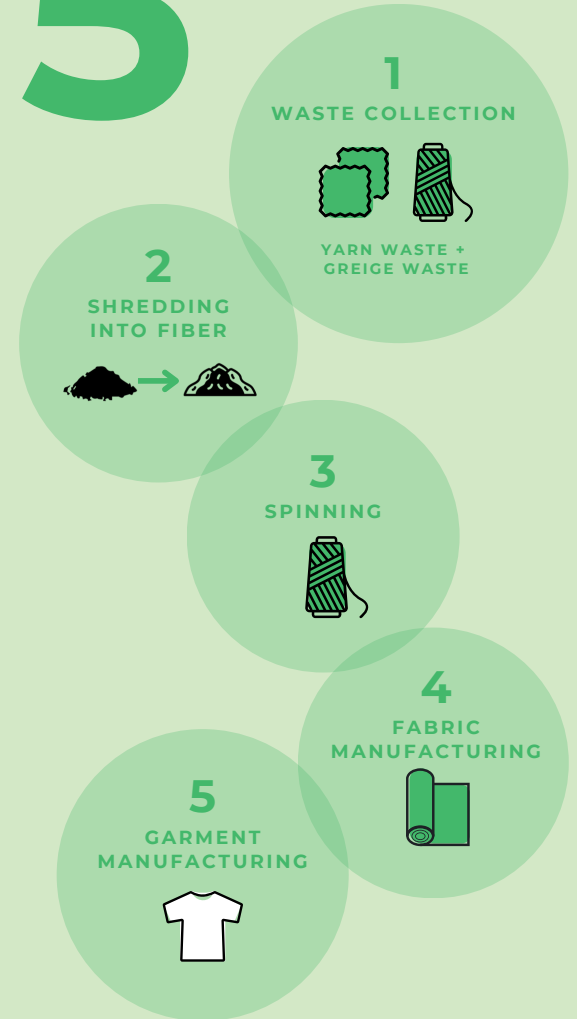 1
WASTE COLLECTION
YARN WASTE +
GREIGE WASTE
2
SHREDDING
INTO FIBER
3
SPINNING
4
FABRIC
MANUFACTURING
5
GARMENT
MANUFACTURING